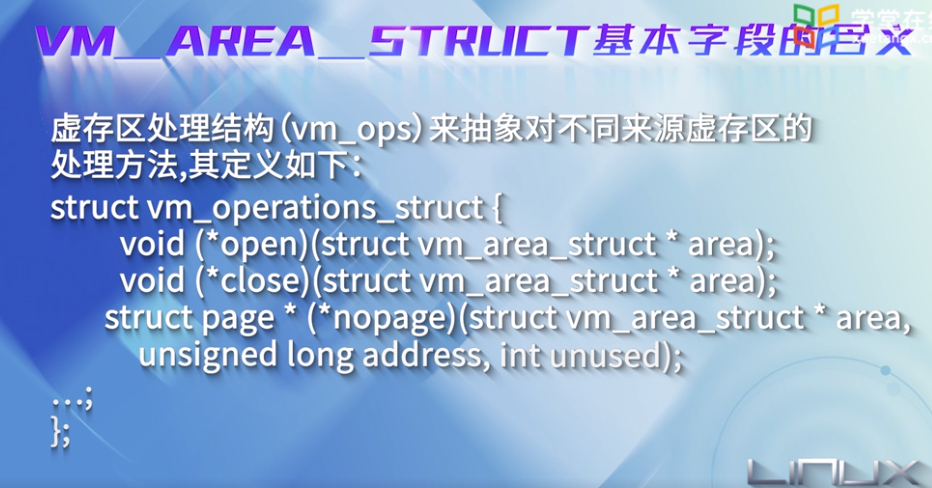 VM_AREA_STRUCT基本字段的含义
学堂在线
虚存区处理结构(vm_ops)来抽象对不同来源虚存区的
处理方法,其定义如下:
struct vm_operations_struct {
void (*open)(struct vm_area_struct * area);
void (*close)(struct vm_area_struct * area);
struct page * (*nopage)(struct vm_area_struct * area,
unsigned long address, int unused);
…;
};
LINUX